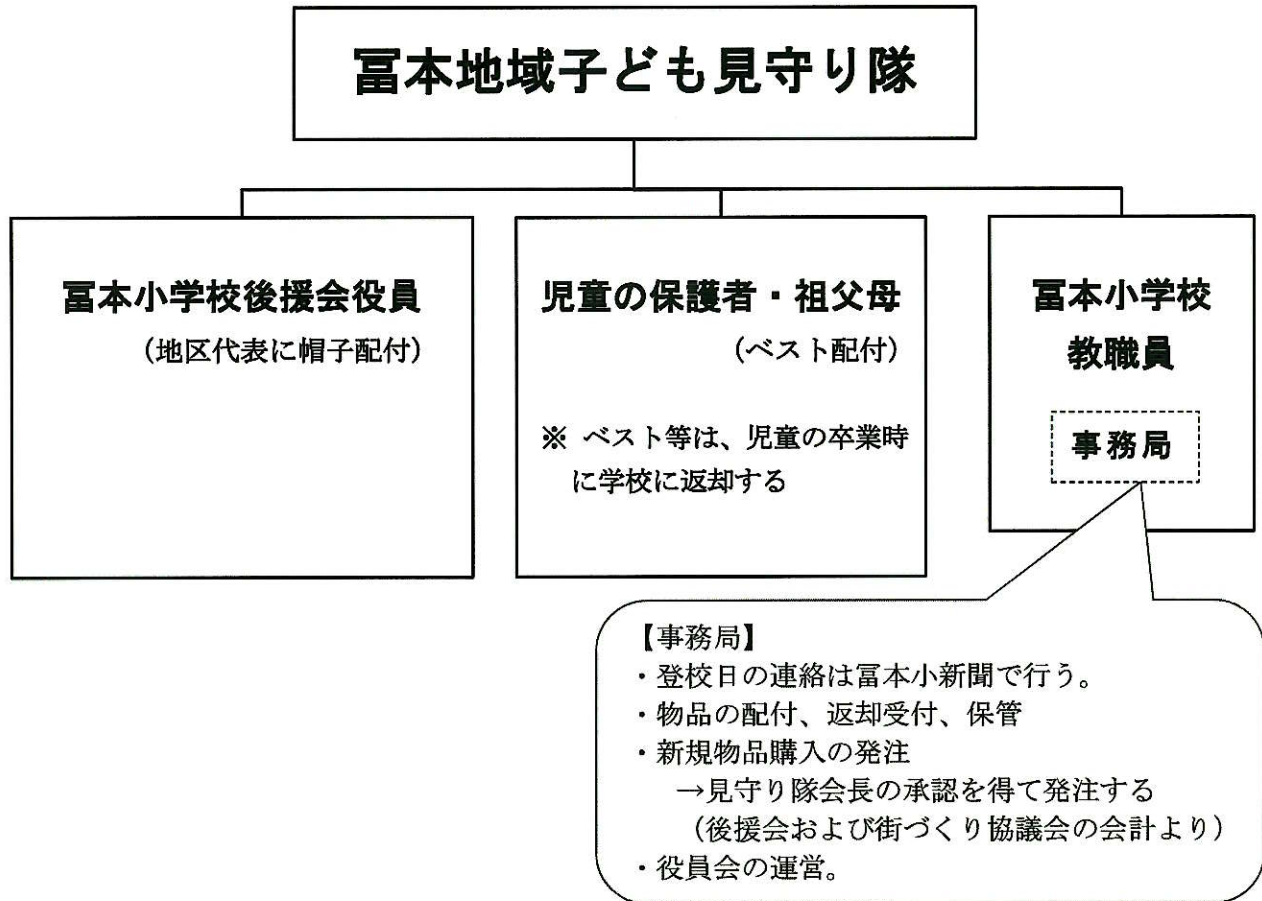 冨本地域子ども見守り隊
冨本小学校後援会役員
（地区代表に帽子配付）
児童の保護者・祖父母
（ベスト配付）
※ ベスト等は、児童の卒業時
に学校に返却する
冨本小学校
教職員
事務局
【事務局】
・登校日の連絡は冨本小新聞で行う。
・物品の配付、返却受付、保管
・新規物品購入の発注
→見守り隊会長の承認を得て発注する
（後援会および街づくり協議会の会計より）
・役員会の運営。